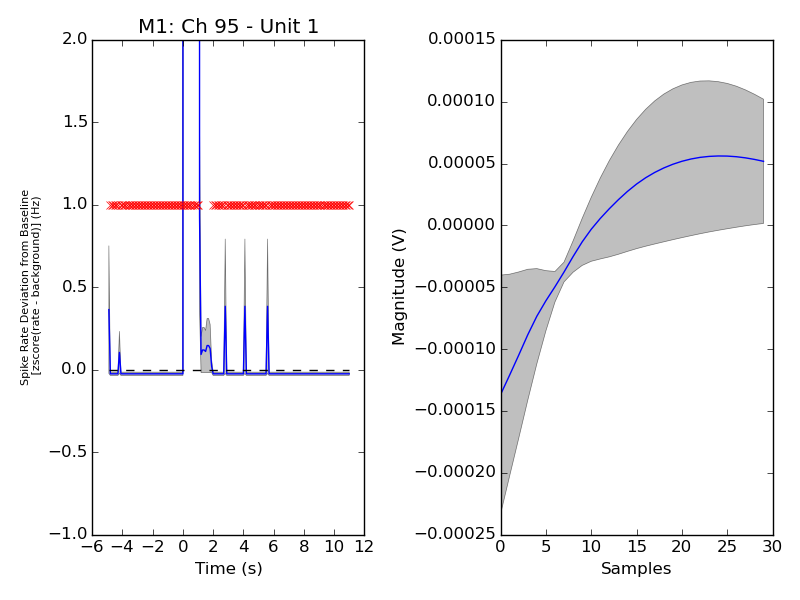 M1: Ch 95 - Unit 1
2.0
1.5
1.0
0.5
0.0
−0.5
−1.0
−6 −4 −2 0 2 4 6 8 10 12
Time (s)
Spike Rate Deviation from Baseline
[zscore(rate - background)] (Hz)
0.00015
0.00010
0.00005
0.00000
−0.00005
−0.00010
−0.00015
−0.00020
−0.00025
0 5 10 15 20 25 30
Samples
Magnitude (V)